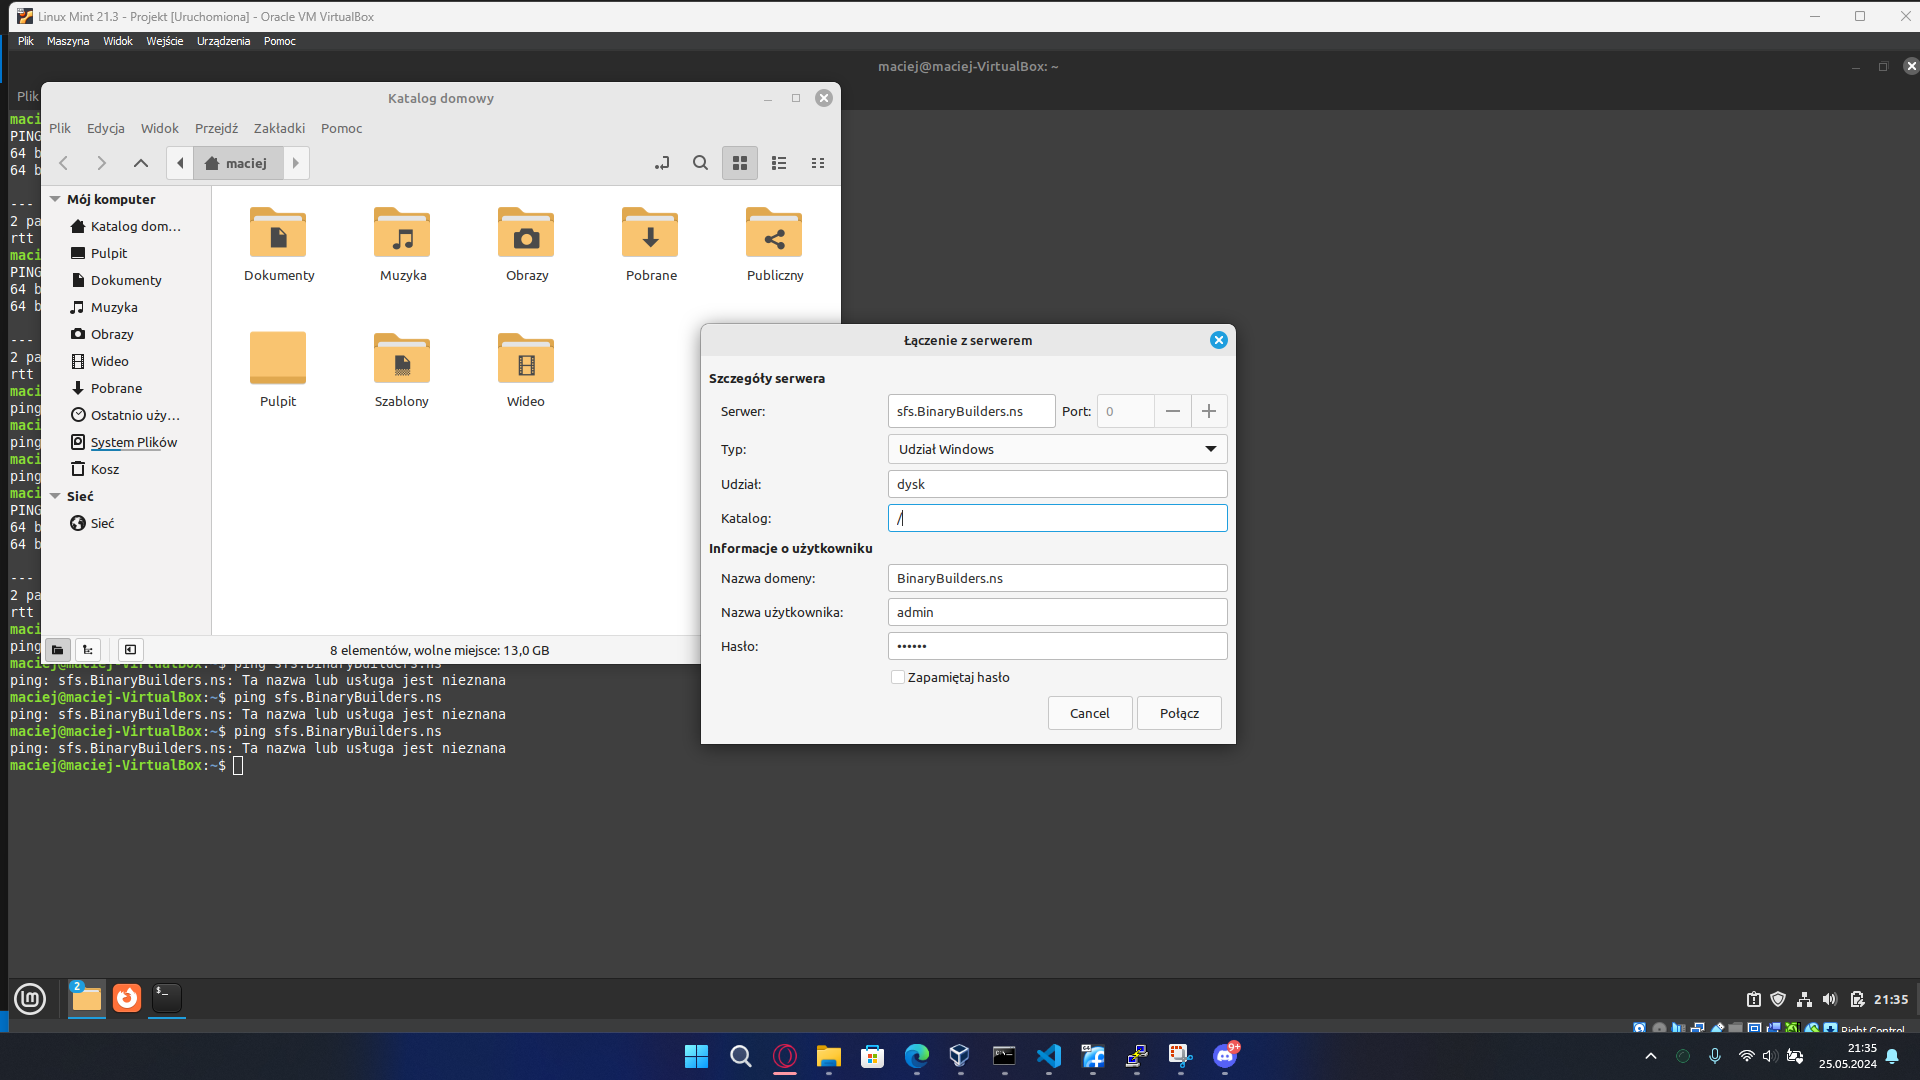 Linux Mint 21.3 - Projekt [Uruchomiona] - Oracle VM VirtualBox
Plik Maszyna Widok Wejście Urządzenia Pomoc
maciej@maciej-VirtualBox: ~
Plik
Katalog domowy
Plik Edycja Widok Przejdź Zakładki Pomoc
maciej
Mój komputer
Katalog dom...
Pulpit
Dokumenty
Muzyka
Obrazy
Wideo
Pobrane
Ostatnio uży...
System Plików
Kosz
Sieć
Sieć
Dokumenty Muzyka Obrazy Pobrane Publiczny
Pulpit Szablony Wideo
8 elementów, wolne miejsce: 13,0 GB
maci
PING
64 b
64 b
---
2 pa
rtt
maci
PING
64 b
64 b
---
2 pa
rtt
maci
ping
maci
ping
maci
ping
maci
PING
64 b
64 b
---
2 pa
rtt
maci
ping
maciej@maciej-VirtualBox:~$ ping sfs.BinaryBuilders.ns
ping: sfs.BinaryBuilders.ns: Ta nazwa lub usługa jest nieznana
maciej@maciej-VirtualBox:~$ ping sfs.BinaryBuilders.ns
ping: sfs.BinaryBuilders.ns: Ta nazwa lub usługa jest nieznana
maciej@maciej-VirtualBox:~$ ping sfs.BinaryBuilders.ns
ping: sfs.BinaryBuilders.ns: Ta nazwa lub usługa jest nieznana
maciej@maciej-VirtualBox:~$
Łączenie z serwerem
Szczegóły serwera
Serwer: sfs.BinaryBuilders.ns Port: 0
Typ: Udział Windows
Udział: dysk
Katalog: /
Informacje o użytkowniku
Nazwa domeny: BinaryBuilders.ns
Nazwa użytkownika: admin
Hasło: ••••••
Zapamiętaj hasło
Cancel Połącz
2
$_
21:35
Right Control
9+
21:35
25.05.2024